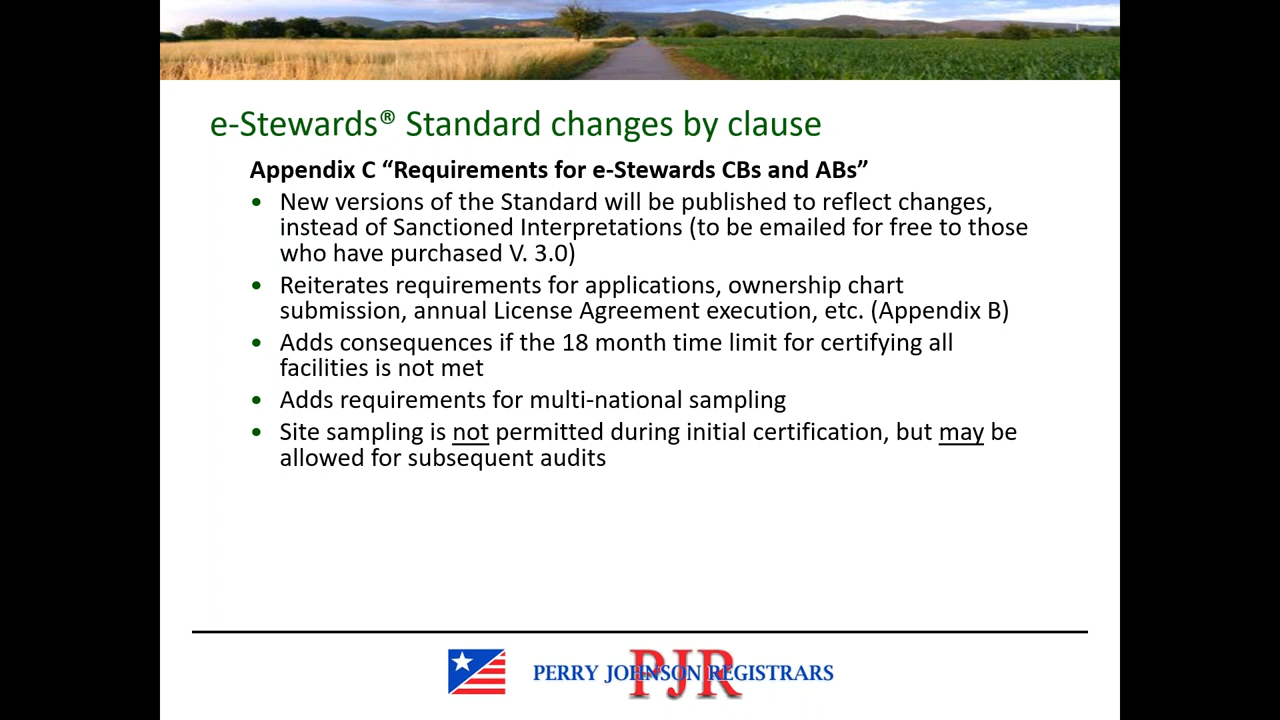 e-Stewards® Standard changes by clause
Appendix C “Requirements for e-Stewards CBs and ABs”
• New versions of the Standard will be published to reflect changes,
instead of Sanctioned Interpretations (to be emailed for free to those
who have purchased V. 3.0)
• Reiterates requirements for applications, ownership chart
submission, annual License Agreement execution, etc. (Appendix B)
• Adds consequences if the 18 month time limit for certifying all
facilities is not met
• Adds requirements for multi-national sampling
• Site sampling is not permitted during initial certification, but may be
allowed for subsequent audits
PJR
PERRY JOHNSON REGISTRARS